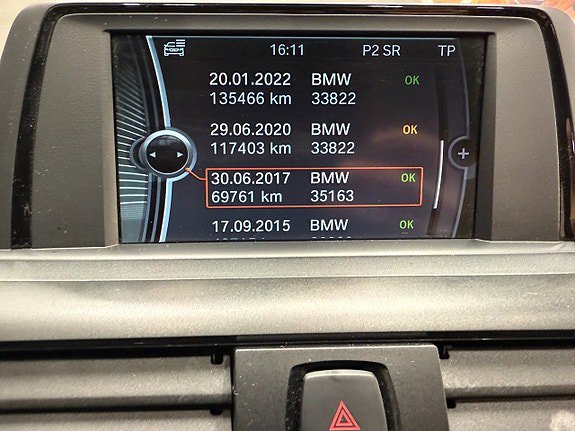 16:11 P2 SR TP
20.01.2022 BMW OK
135466 km 33822
29.06.2020 BMW OK
117403 km 33822
30.06.2017 BMW OK
69761 km 35163
17.09.2015 BMW OK